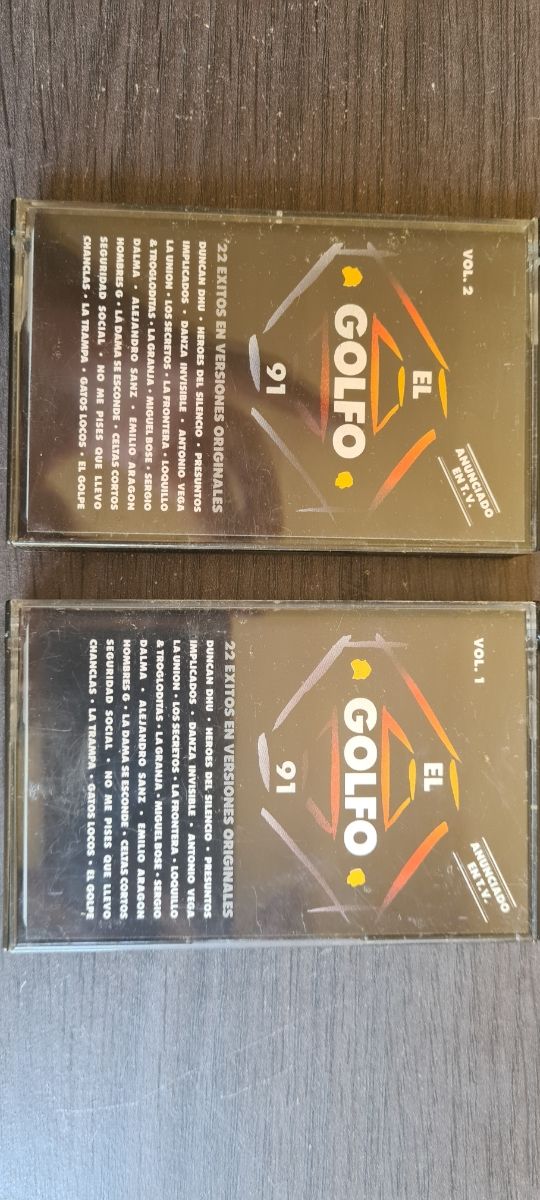 VOL. 2
ANUNCIADO
EN T.V.
EL
GOLFO
91
'22 EXITOS EN VERSIONES ORIGINALES
DUNCAN DHU · HEROES DEL SILENCIO · PRESUNTOS
IMPLICADOS · DANZA INVISIBLE · ANTONIO VEGA
LA UNION · LOS SECRETOS · LA FRONTERA · LOQUILLO
& TROGLODITAS · LA GRANJA · MIGUEL BOSE · SERGIO
DALMA · ALEJANDRO SANZ · EMILIO ARAGON
HOMBRES G · LA DAMA SE ESCONDE · CELTAS CORTOS
SEGURIDAD SOCIAL · NO ME PISES QUE LLEVO
CHANCLAS · LA TRAMPA · GATOS LOCOS · EL GOLPE
VOL. 1
ANUNCIADO
EN T.V.
EL
GOLFO
91
22 EXITOS EN VERSIONES ORIGINALES
DUNCAN DHU · HEROES DEL SILENCIO · PRESUNTOS
IMPLICADOS · DANZA INVISIBLE · ANTONIO VEGA
LA UNION · LOS SECRETOS · LA FRONTERA · LOQUILLO
& TROGLODITAS · LA GRANJA · MIGUEL BOSE · SERGIO
DALMA · ALEJANDRO SANZ · EMILIO ARAGON
HOMBRES G · LA DAMA SE ESCONDE · CELTAS CORTOS
SEGURIDAD SOCIAL · NO ME PISES QUE LLEVO
CHANCLAS · LA TRAMPA · GATOS LOCOS · EL GOLPE